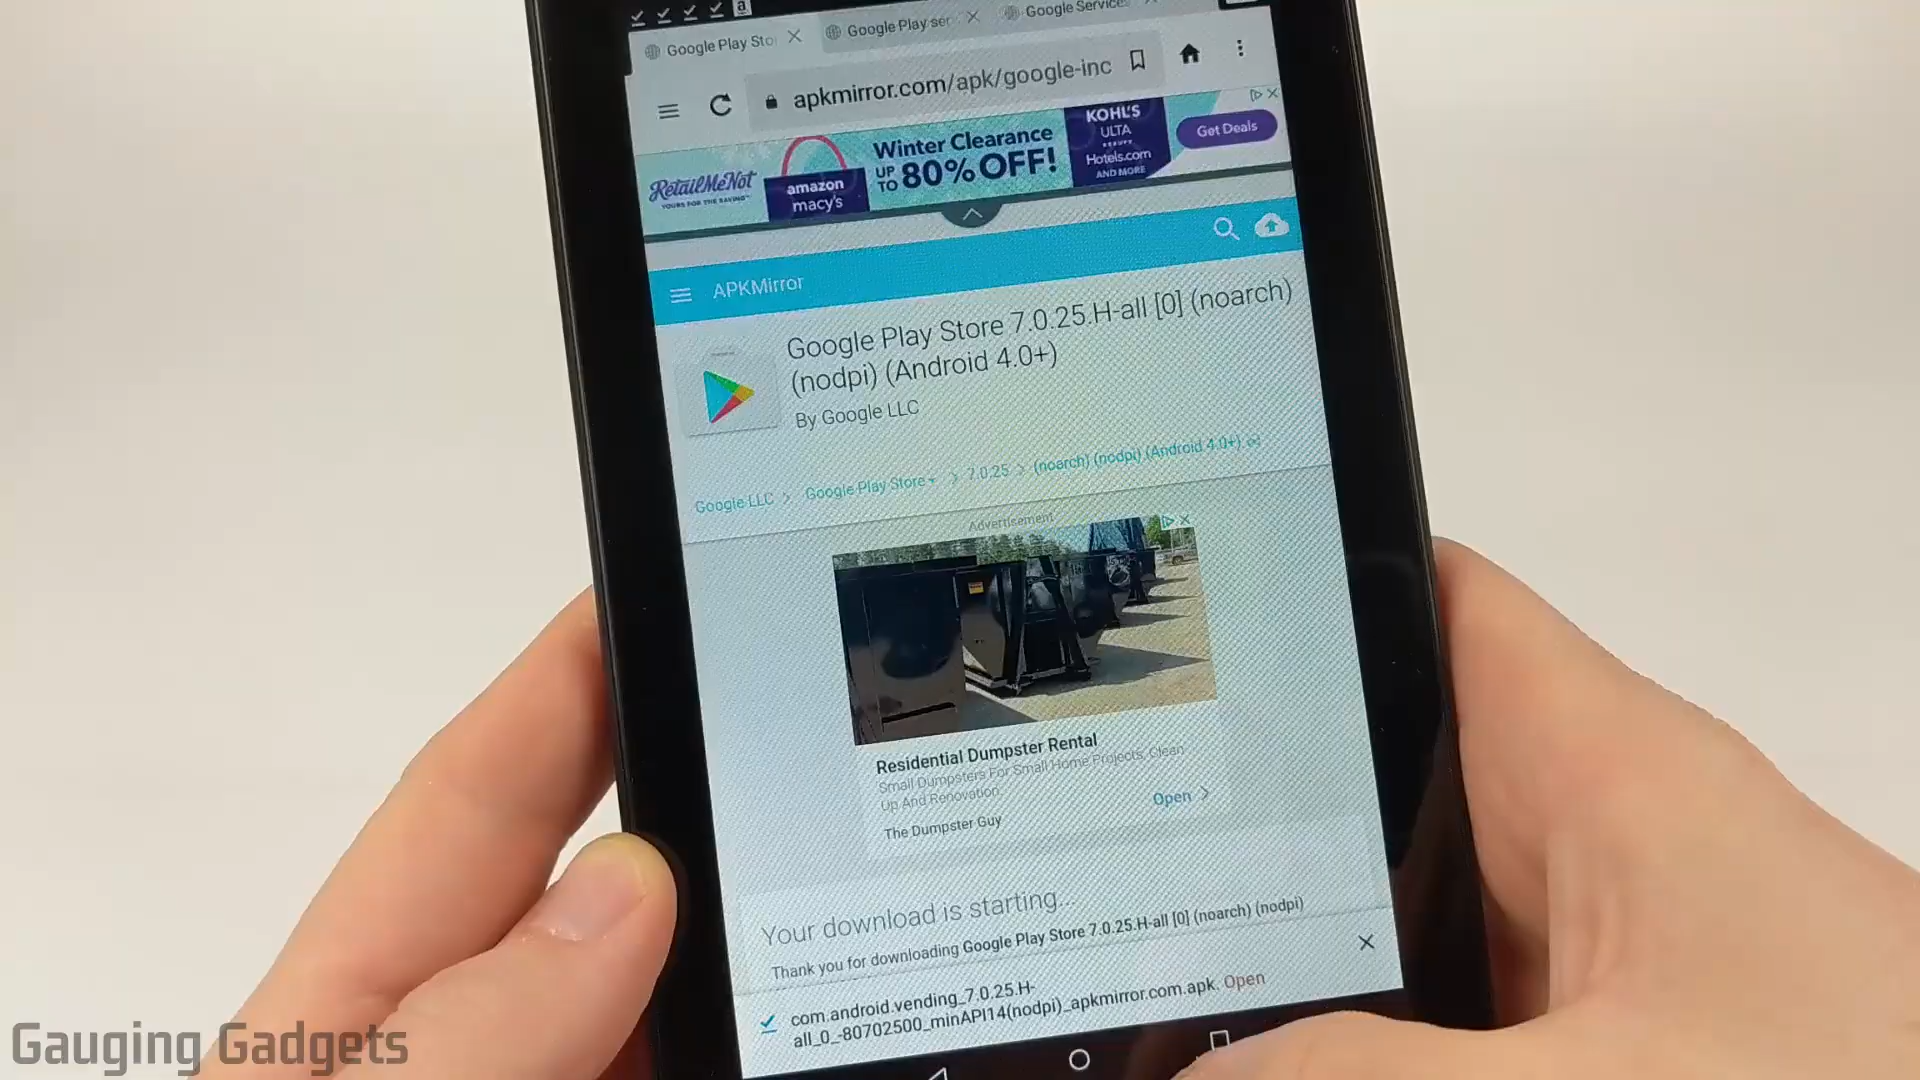 Google Play Sto
Google Play ser
Google Service
apkmirror.com/apk/google-inc
RetailMeNot
YOURS FOR THE SAVING
amazon
macy's
Winter Clearance
UP TO 80% OFF!
KOHL'S
ULTA
BEAUTY
Hotels.com
AND MORE
Get Deals
APKMirror
Google Play Store 7.0.25.H-all [0] (noarch)
(nodpi) (Android 4.0+)
By Google LLC
Google LLC > Google Play Store > 7.0.25 > (noarch) (nodpi) (Android 4.0+)
Advertisement
Residential Dumpster Rental
Small Dumpsters For Small Home Projects, Clean
Up And Renovation.
The Dumpster Guy
Open >
Your download is starting...
Thank you for downloading Google Play Store 7.0.25.H-all [0] (noarch) (nodpi)
com.android.vending_7.0.25.H-
all_0_-80702500_minAPI14(nodpi)_apkmirror.com.apk. Open
Gauging Gadgets